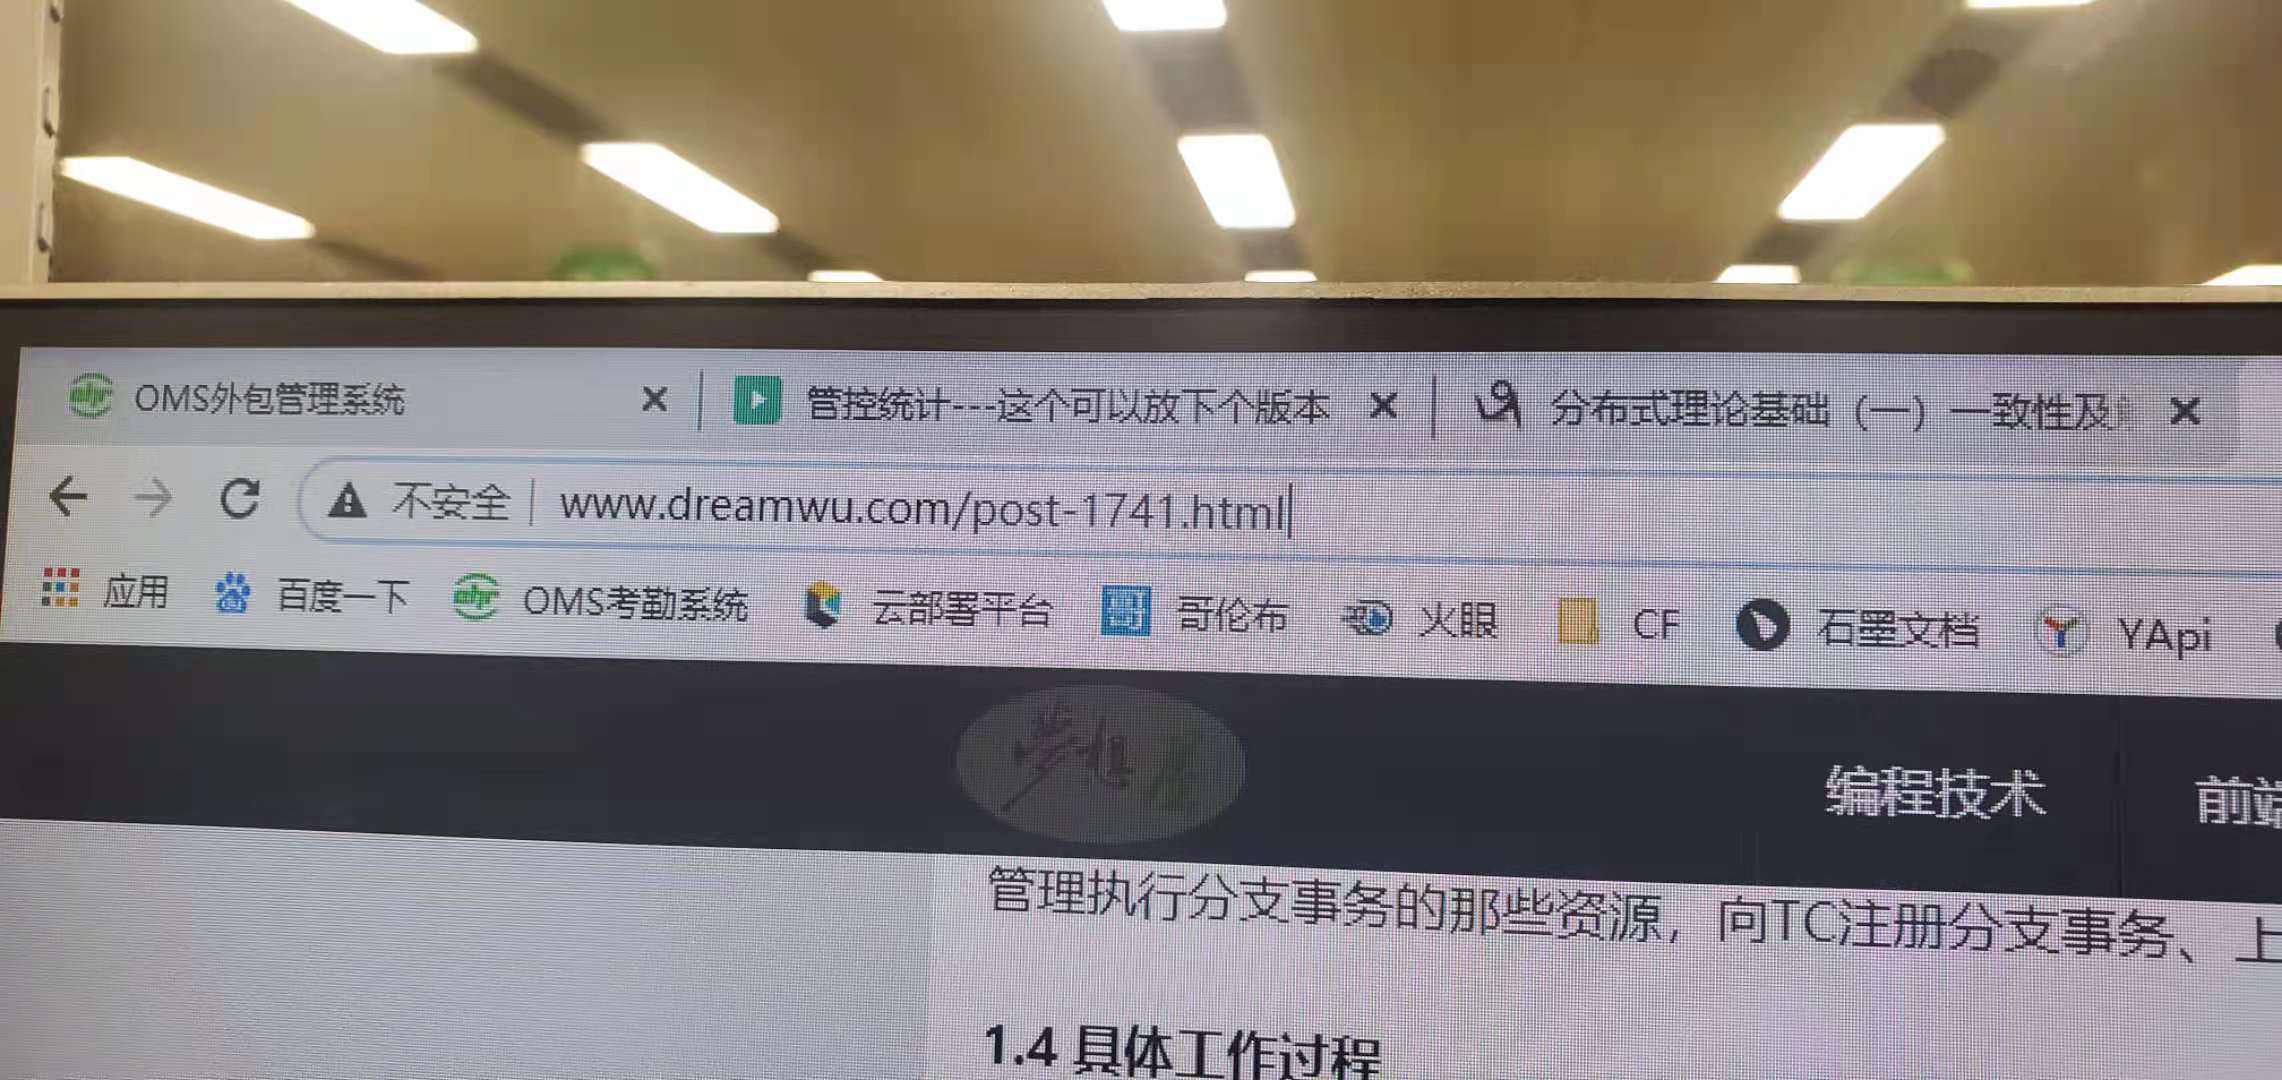 OMS外包管理系统
管控统计---这个可以放下个版本
分布式理论基础（一）一致性及
不安全 www.dreamwu.com/post-1741.html
应用 百度一下 OMS考勤系统 云部署平台 哥伦布 火眼 CF 石墨文档 YApi
梦想
编程技术 前端
管理执行分支事务的那些资源，向TC注册分支事务、上
1.4 具体工作过程